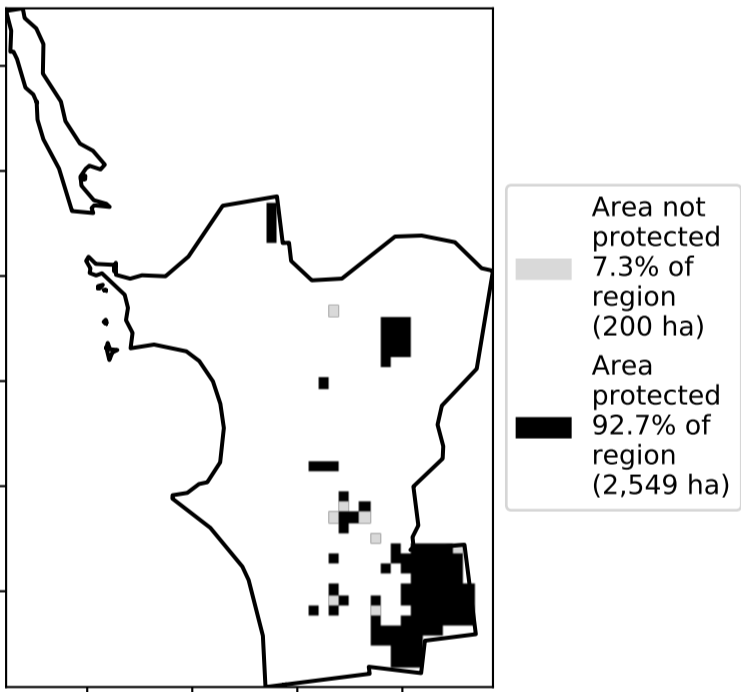 Area not
protected
7.3% of
region
(200 ha)
Area
protected
92.7% of
region
(2,549 ha)